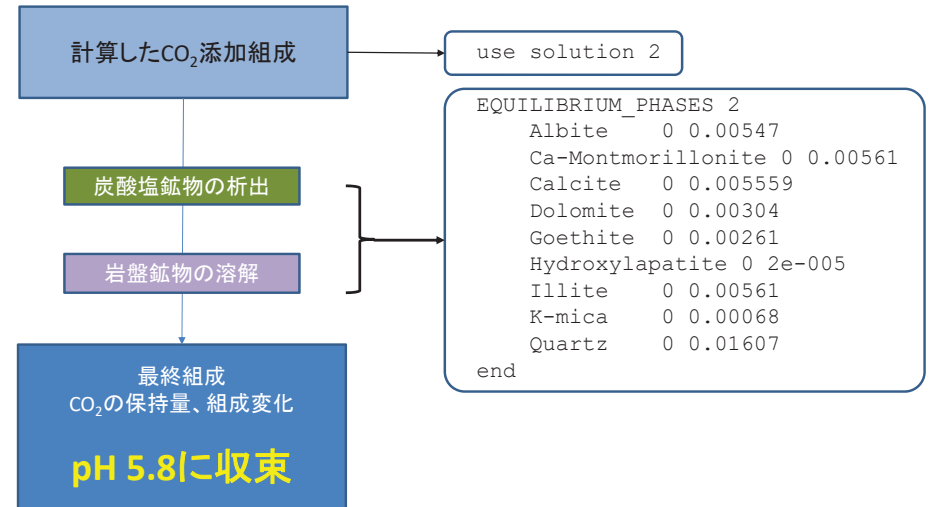 計算したCO₂添加組成
use solution 2
炭酸塩鉱物の析出
岩盤鉱物の溶解
EQUILIBRIUM_PHASES 2
Albite 0 0.00547
Ca-Montmorillonite 0 0.00561
Calcite 0 0.005559
Dolomite 0 0.00304
Goethite 0 0.00261
Hydroxylapatite 0 2e-005
Illite 0 0.00561
K-mica 0 0.00068
Quartz 0 0.01607
end
最終組成
CO₂の保持量、組成変化
pH 5.8に収束